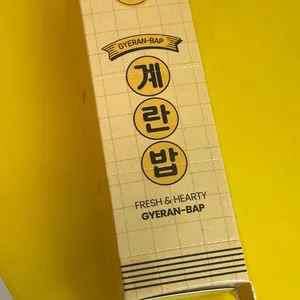 GYERAN-BAP
계
란
밥
FRESH & HEARTY
GYERAN-BAP